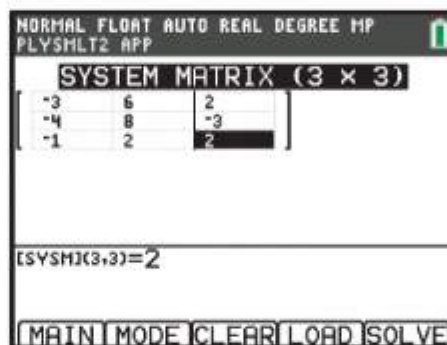 NORMAL FLOAT AUTO REAL DEGREE MP
PLYSMLT2 APP
SYSTEM MATRIX (3 × 3)
-3 6 2
-4 8 -3
-1 2 2
[SYSM](3,3)=2
MAIN MODE CLEAR LOAD SOLVE